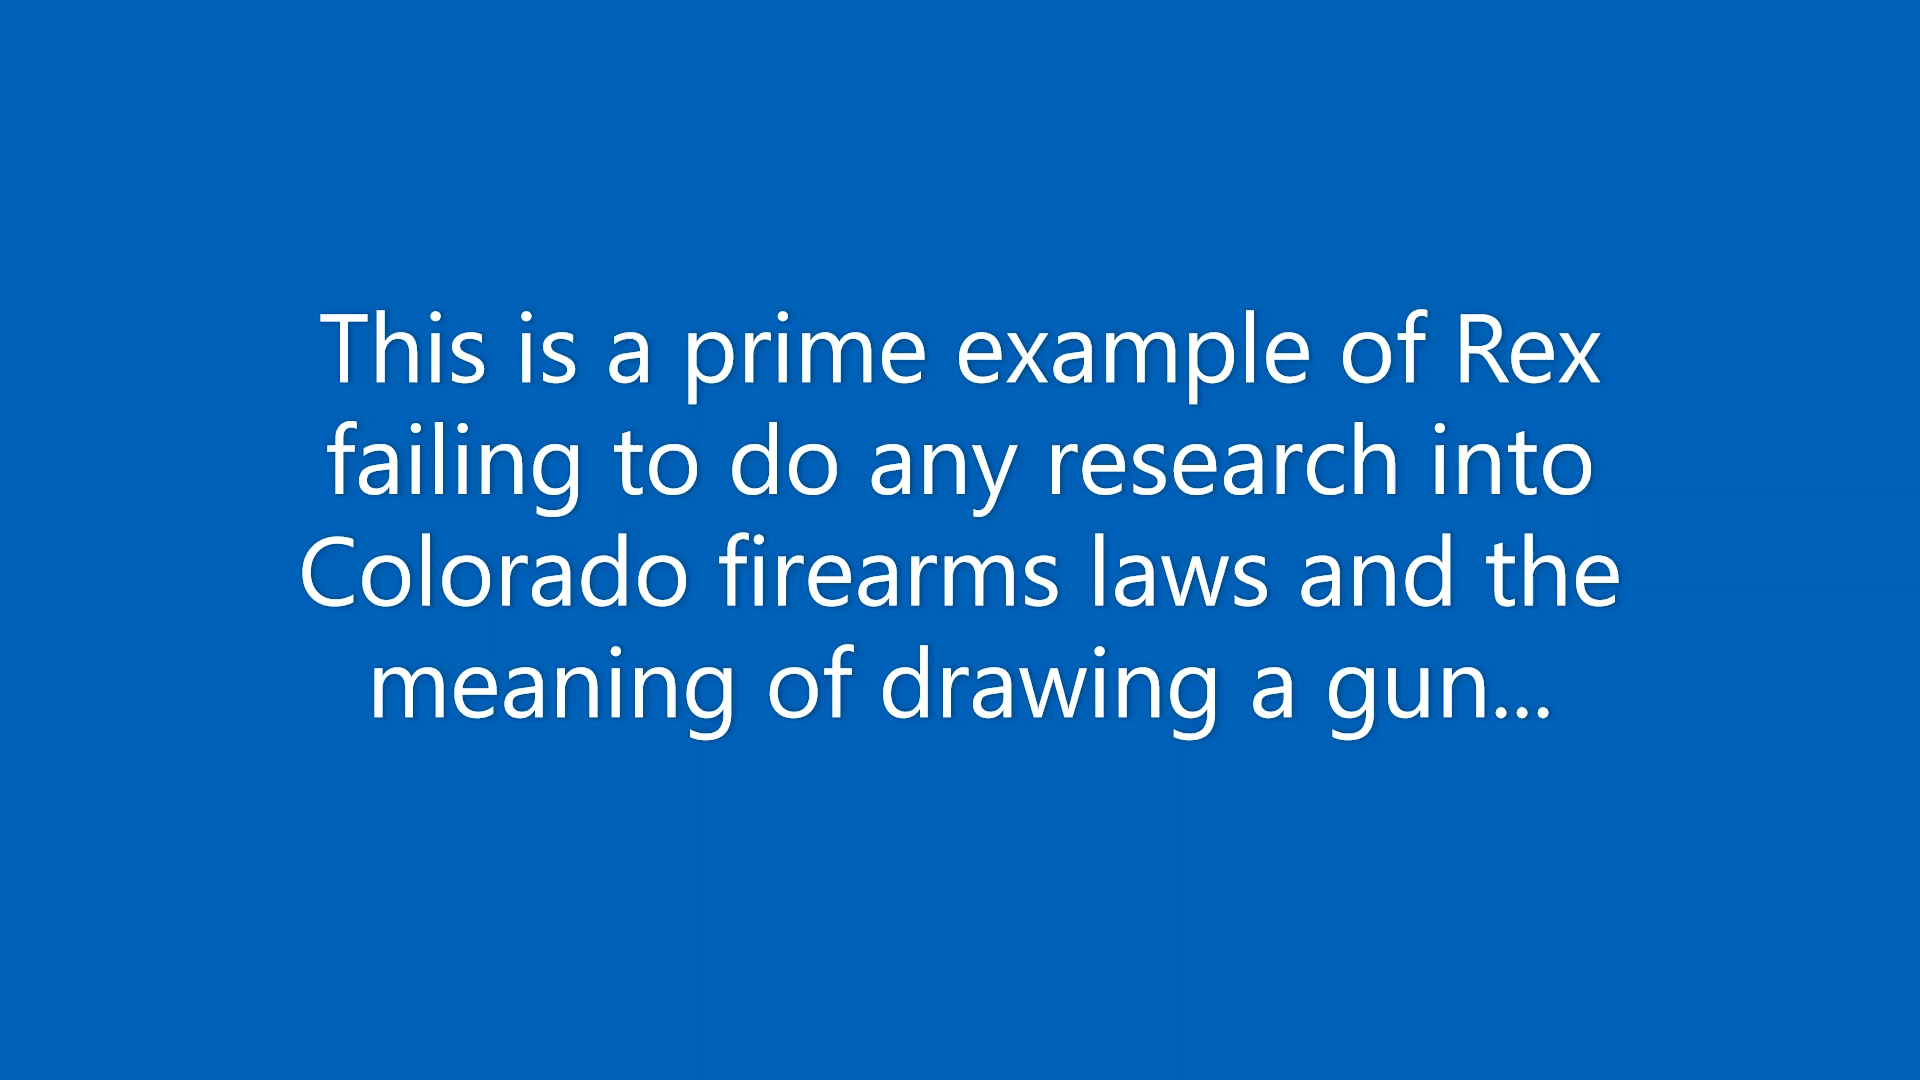 This is a prime example of Rex
failing to do any research into
Colorado firearms laws and the
meaning of drawing a gun...